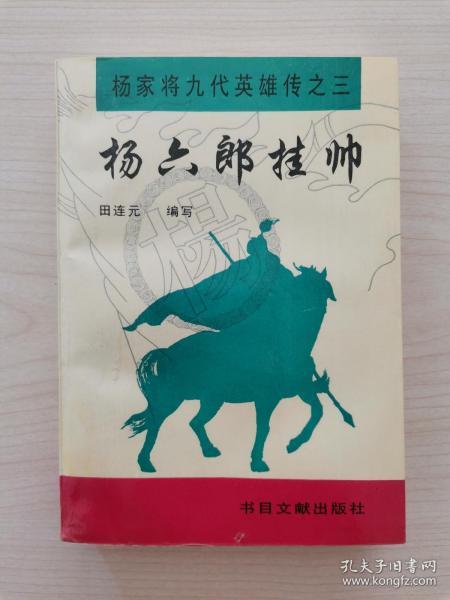 杨家将九代英雄传之三
杨六郎挂帅
田连元 编写
楊
书目文献出版社
孔夫子旧书网
www.kongfz.com